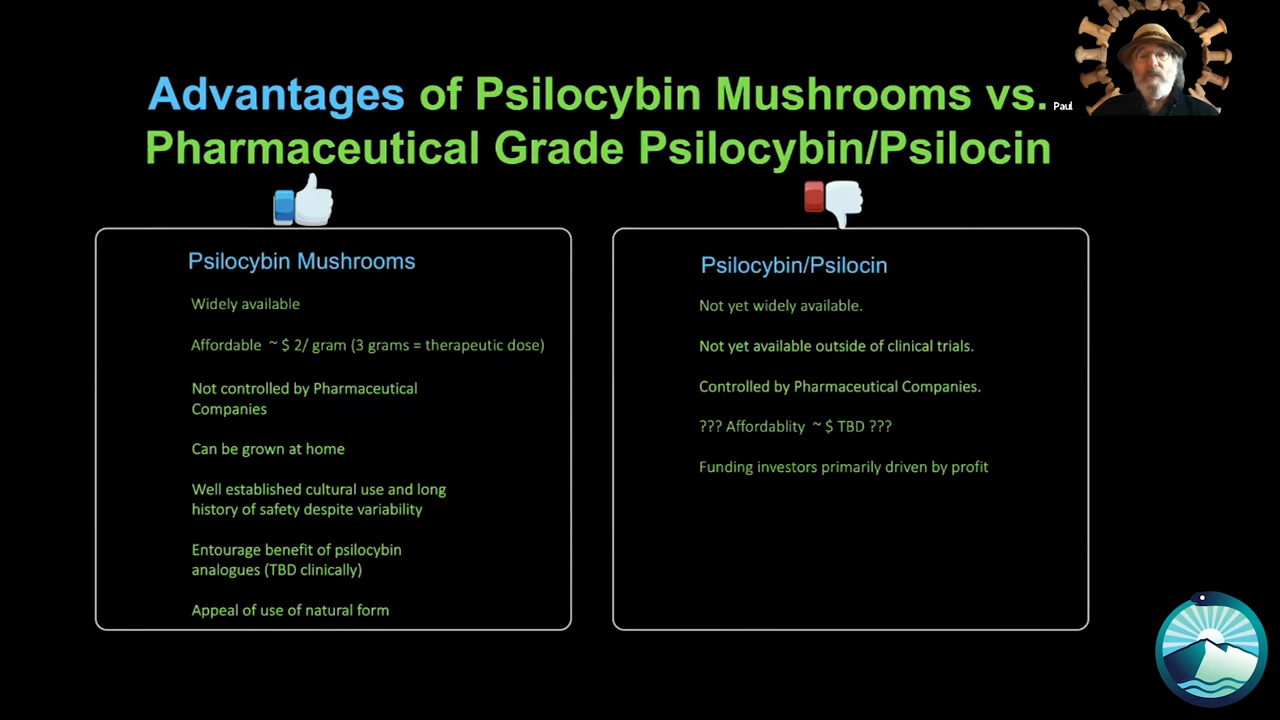 Advantages of Psilocybin Mushrooms vs.
Pharmaceutical Grade Psilocybin/Psilocin
Paul
Psilocybin Mushrooms
Widely available
Affordable ~ $ 2/ gram (3 grams = therapeutic dose)
Not controlled by Pharmaceutical
Companies
Can be grown at home
Well established cultural use and long
history of safety despite variability
Entourage benefit of psilocybin
analogues (TBD clinically)
Appeal of use of natural form
Psilocybin/Psilocin
Not yet widely available.
Not yet available outside of clinical trials.
Controlled by Pharmaceutical Companies.
??? Affordablity ~ $ TBD ???
Funding investors primarily driven by profit